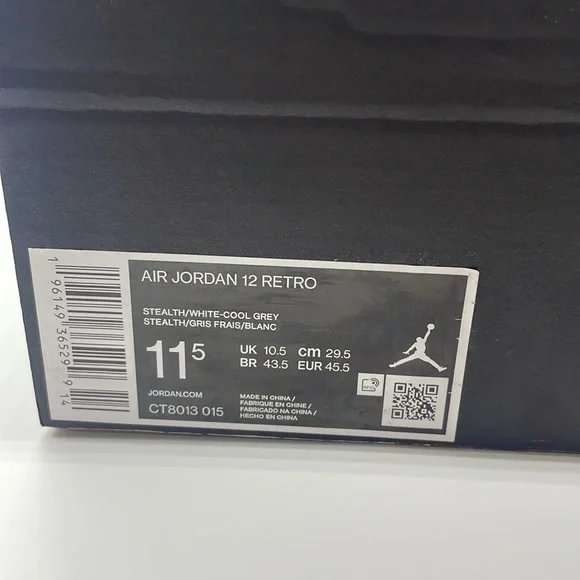 AIR JORDAN 12 RETRO
STEALTH/WHITE-COOL GREY
STEALTH/GRIS FRAIS/BLANC
11 5
UK 10.5 cm 29.5
BR 43.5 EUR 45.5
JORDAN.COM
CT8013 015
MADE IN CHINA /
FABRIQUE EN CHINE /
FABRICADO NA CHINA /
HECHO EN CHINA
1 96149 36529 9 14